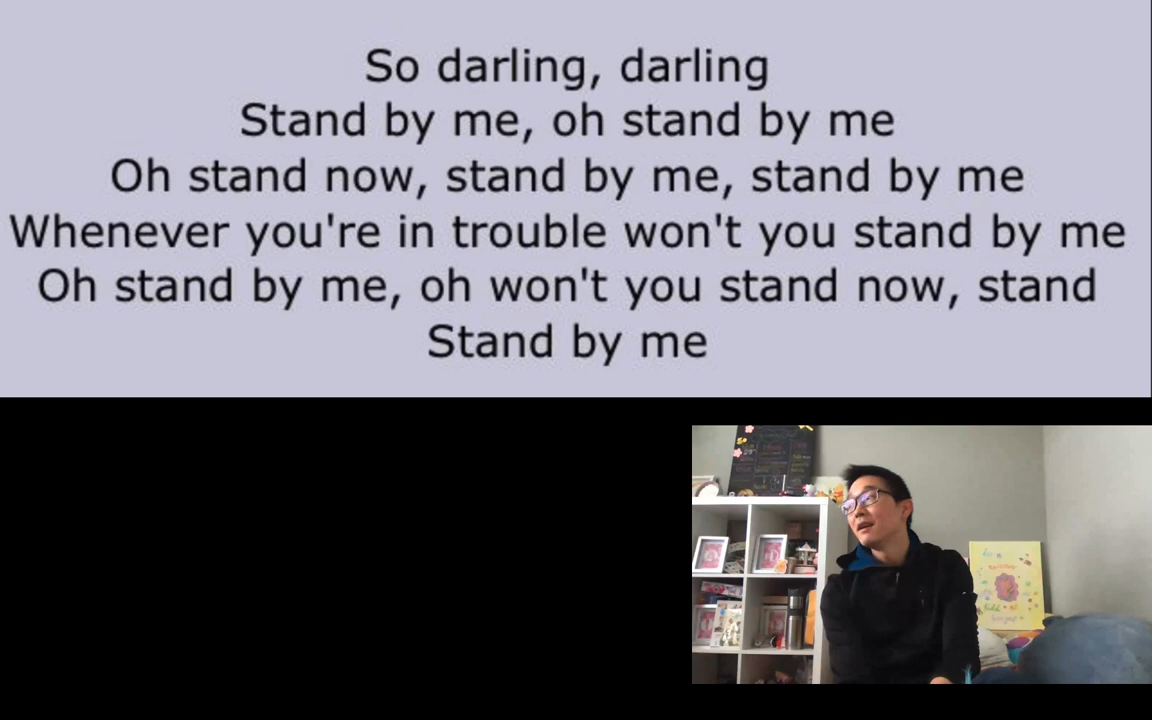 So darling, darling
Stand by me, oh stand by me
Oh stand now, stand by me, stand by me
Whenever you're in trouble won't you stand by me
Oh stand by me, oh won't you stand now, stand
Stand by me